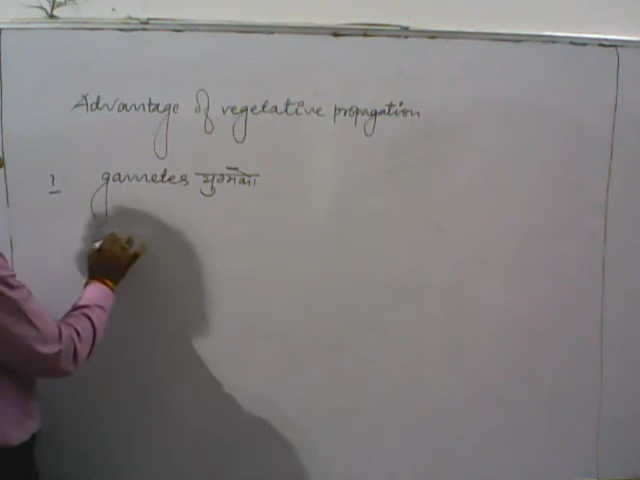 Advantage of vegetative propagation
1 gametes युग्मको